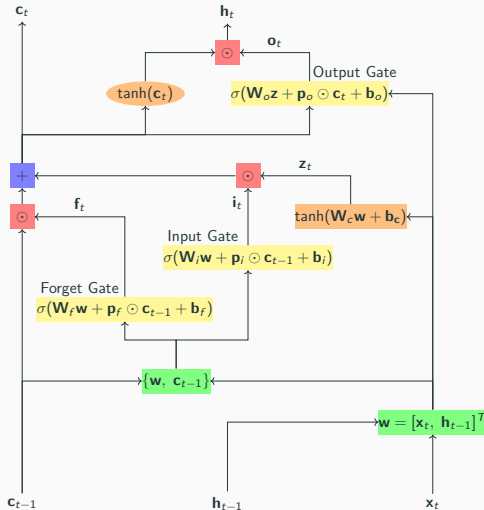 c_t
h_t
⊙
o_t
Output Gate
tanh(c_t)
σ(W_o z + p_o ⊙ c_t + b_o)
z_t
+
⊙
f_t
i_t
⊙
tanh(W_c w + b_c)
Input Gate
σ(W_i w + p_i ⊙ c_{t−1} + b_i)
Forget Gate
σ(W_f w + p_f ⊙ c_{t−1} + b_f)
{w, c_{t−1}}
w = [x_t, h_{t−1}]^T
c_{t−1}
h_{t−1}
x_t